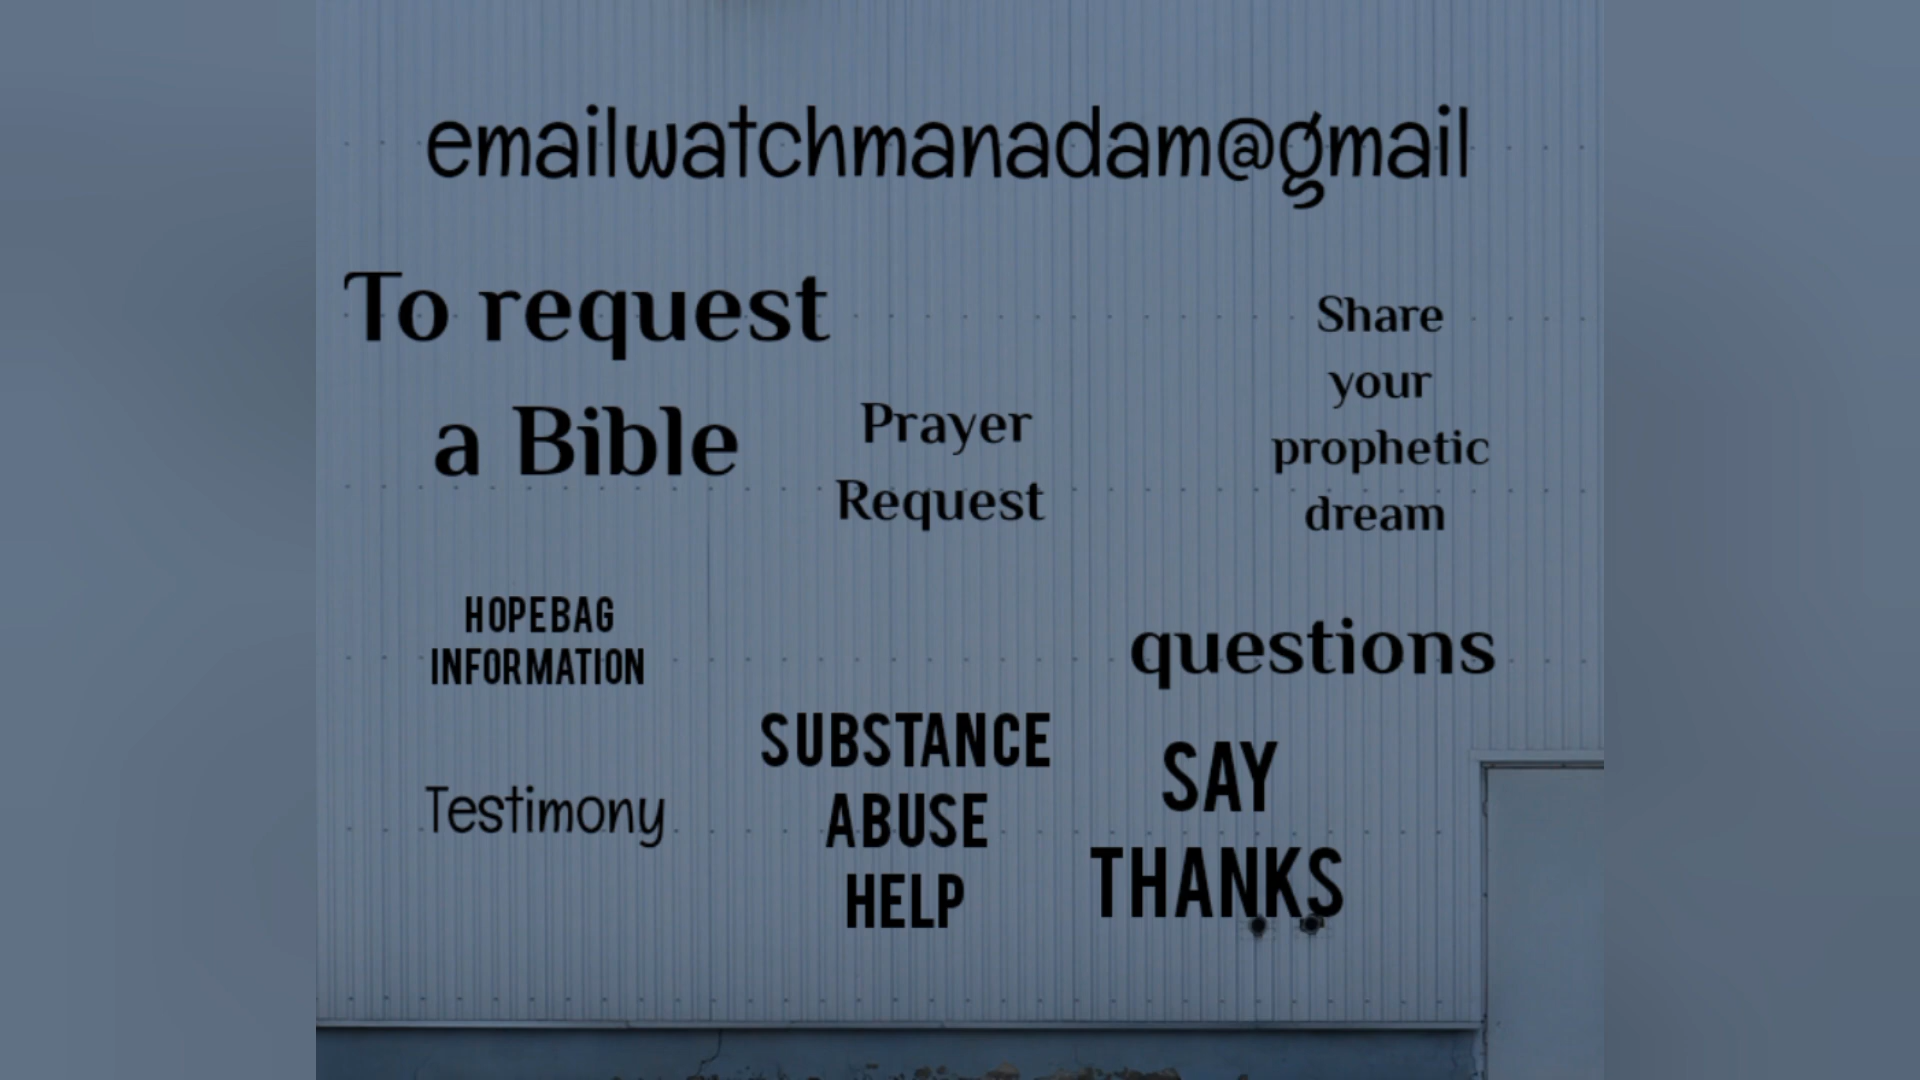 emailwatchmanadam@gmail
To request
a Bible
Prayer
Request
Share
your
prophetic
dream
HOPEBAG
INFORMATION
questions
Testimony
SUBSTANCE
ABUSE
HELP
SAY
THANKS